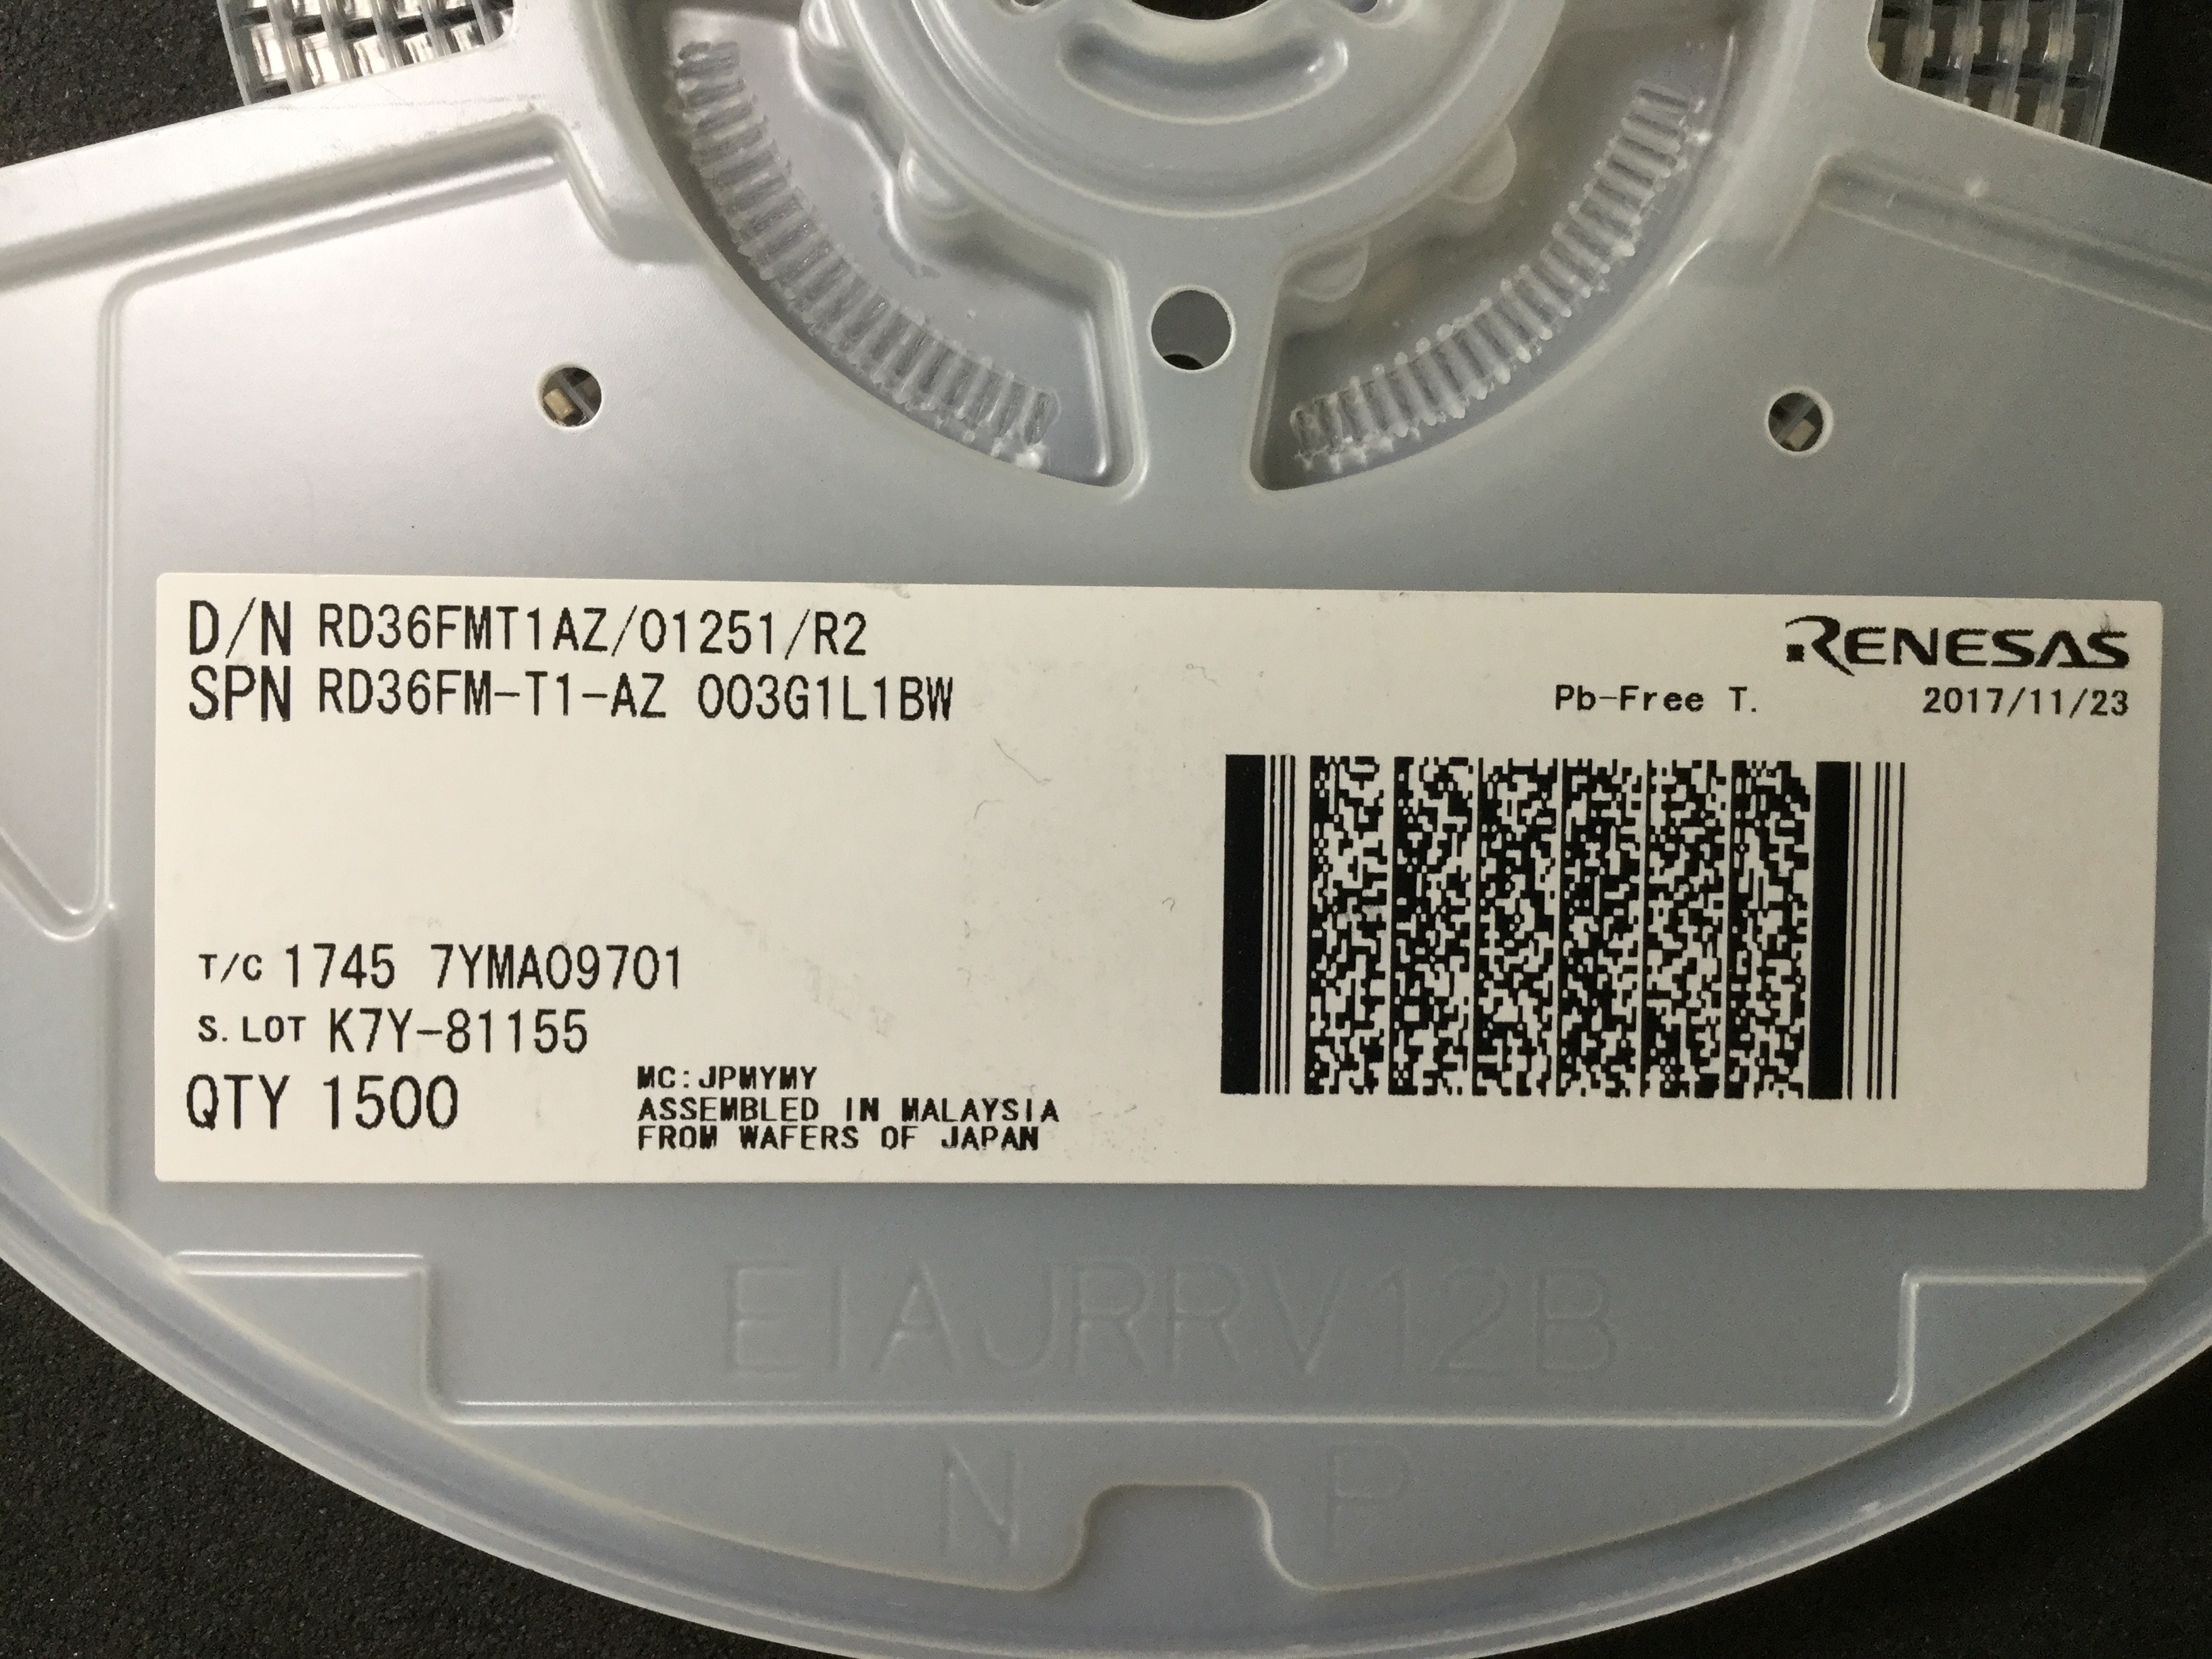 D/N RD36FMT1AZ/01251/R2
SPN RD36FM-T1-AZ 003G1L1BW
RENESAS
Pb-Free T. 2017/11/23
T/C 1745 7YMA09701
S. LOT K7Y-81155
QTY 1500
MC:JPMYMY
ASSEMBLED IN MALAYSIA
FROM WAFERS OF JAPAN
EIAJRRV12B
N P